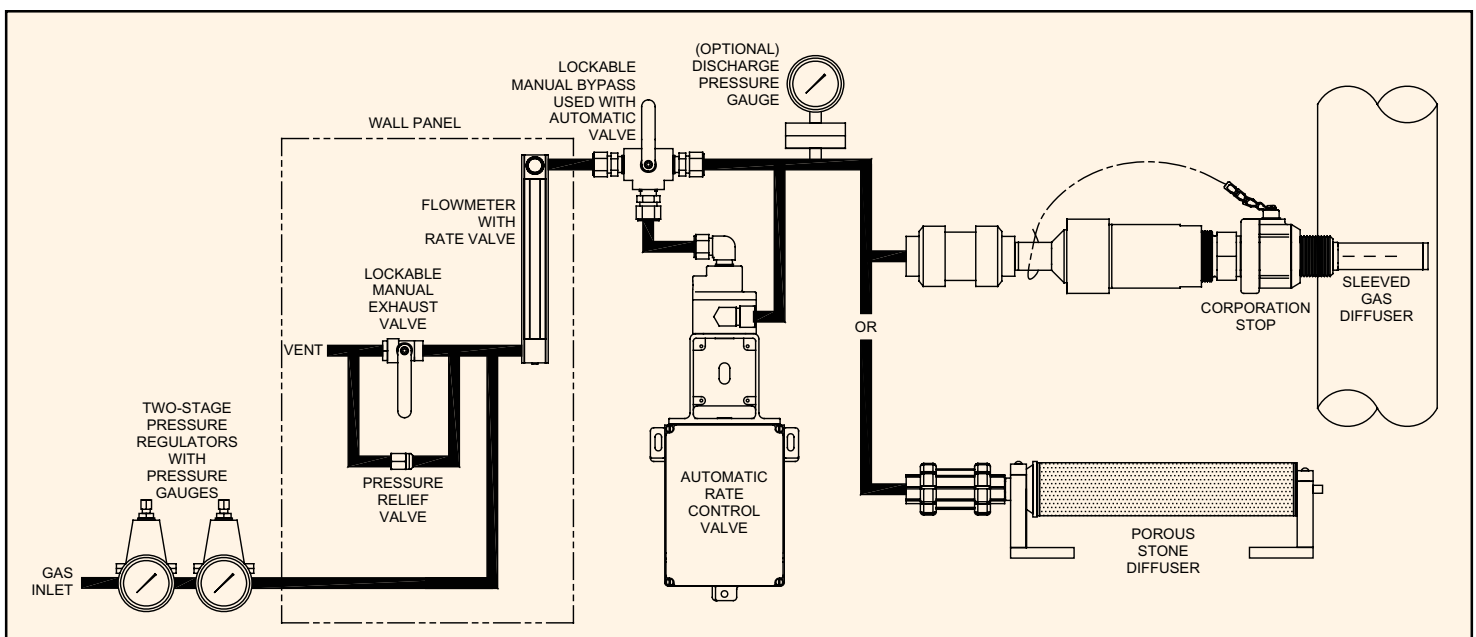 (OPTIONAL)
DISCHARGE
PRESSURE
GAUGE
LOCKABLE
MANUAL BYPASS
USED WITH
AUTOMATIC
VALVE
WALL PANEL
FLOWMETER
WITH
RATE VALVE
LOCKABLE
MANUAL
EXHAUST
VALVE
VENT
CORPORATION
STOP
SLEEVED
GAS
DIFFUSER
OR
TWO-STAGE
PRESSURE
REGULATORS
WITH
PRESSURE
GAUGES
PRESSURE
RELIEF
VALVE
AUTOMATIC
RATE
CONTROL
VALVE
POROUS
STONE
DIFFUSER
GAS
INLET